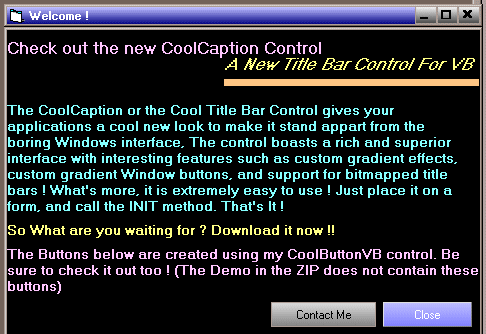 Welcome !
Check out the new CoolCaption Control
A New Title Bar Control For VB
The CoolCaption or the Cool Title Bar Control gives your
applications a cool new look to make it stand appart from the
boring Windows interface, The control boasts a rich and superior
interface with interesting features such as custom gradient effects,
custom gradient Window buttons, and support for bitmapped title
bars ! What's more, it is extremely easy to use ! Just place it on a
form, and call the INIT method. That's It !
So What are you waiting for ? Download it now !!
The Buttons below are created using my CoolButtonVB control. Be
sure to check it out too ! (The Demo in the ZIP does not contain these
buttons)
Contact Me
Close